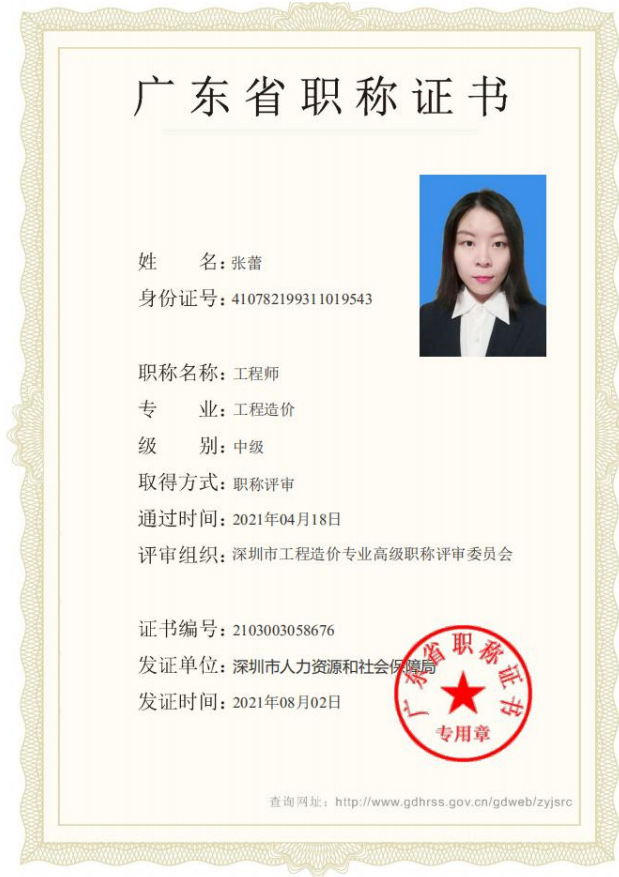 广东省职称证书
姓 名：张蕾
身份证号：410782199311019543
职称名称：工程师
专 业：工程造价
级 别：中级
取得方式：职称评审
通过时间：2021年04月18日
评审组织：深圳市工程造价专业高级职称评审委员会
证书编号：2103003058676
发证单位：深圳市人力资源和社会保障局
发证时间：2021年08月02日
广东省职称证书
专用章
查询网址：http://www.gdhrss.gov.cn/gdweb/zyjsrc